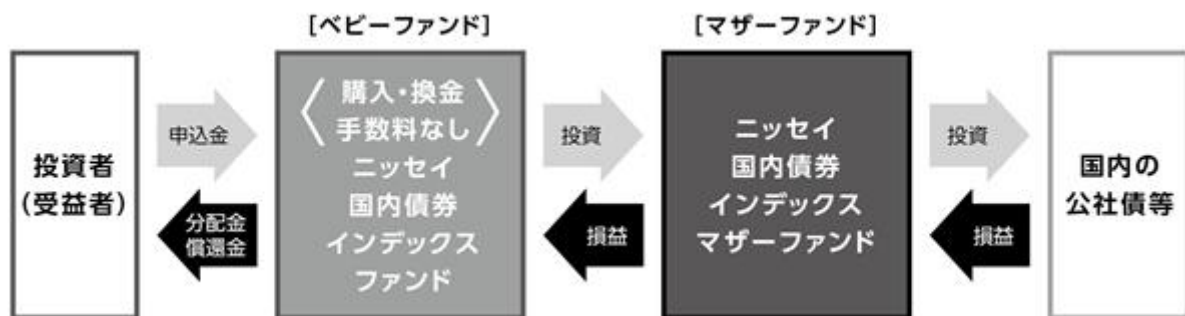 [ベビーファンド]
[マザーファンド]
投資者
(受益者)
申込金
分配金
償還金
〈購入・換金
手数料なし〉
ニッセイ
国内債券
インデックス
ファンド
投資
損益
ニッセイ
国内債券
インデックス
マザーファンド
投資
損益
国内の
公社債等